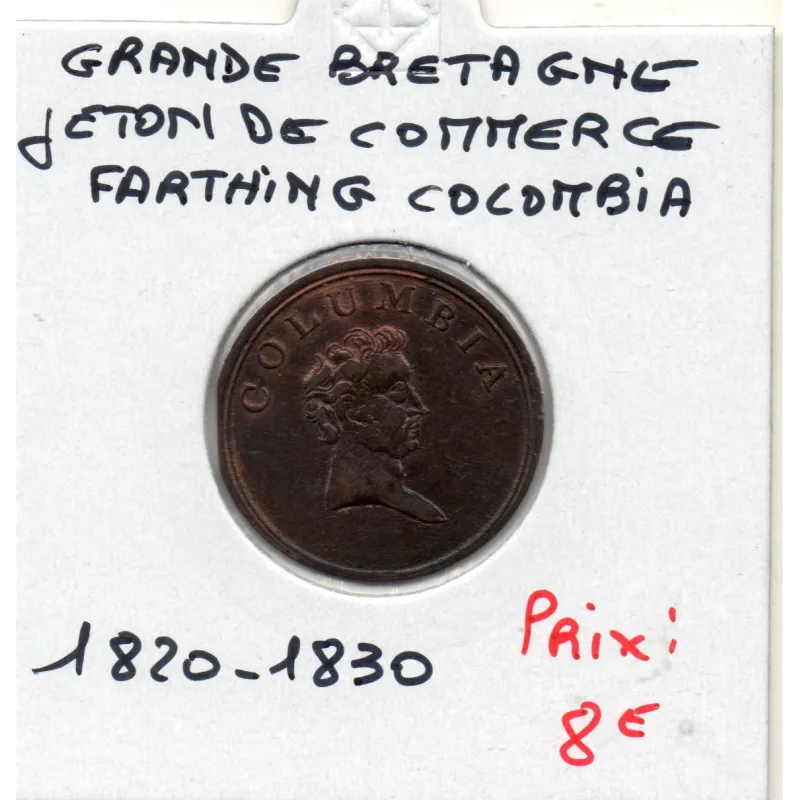 GRANDE BRETAGNE
JETON DE COMMERCE
FARTHING COLOMBIA
COLUMBIA
1820-1830
Prix:
8€